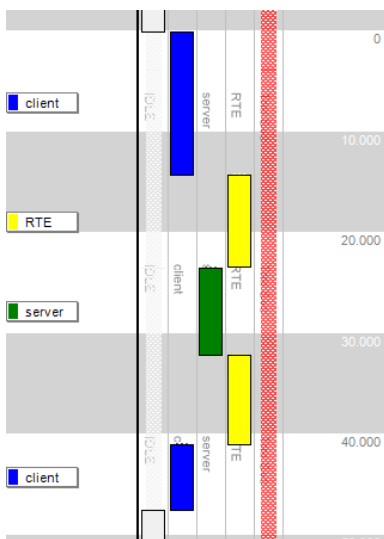 0
IDLE
server
RTE
client
10.000
RTE
20.000
IDLE
client
RTE
server
30.000
40.000
IDLE
server
RTE
client